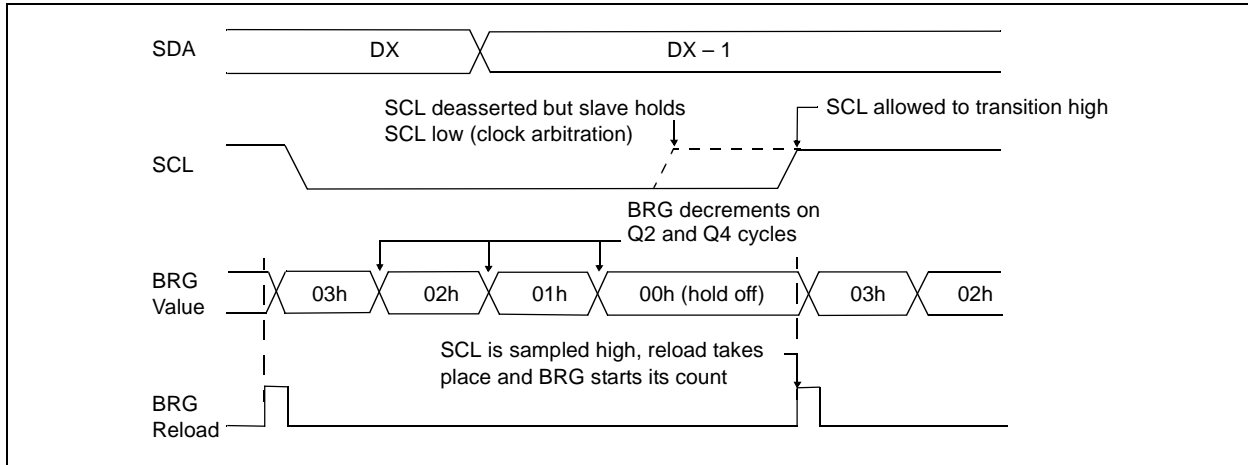 SDA
DX
DX – 1
SCL deasserted but slave holds
SCL low (clock arbitration)
SCL allowed to transition high
SCL
BRG decrements on
Q2 and Q4 cycles
BRG
Value
03h
02h
01h
00h (hold off)
03h
02h
SCL is sampled high, reload takes
place and BRG starts its count
BRG
Reload